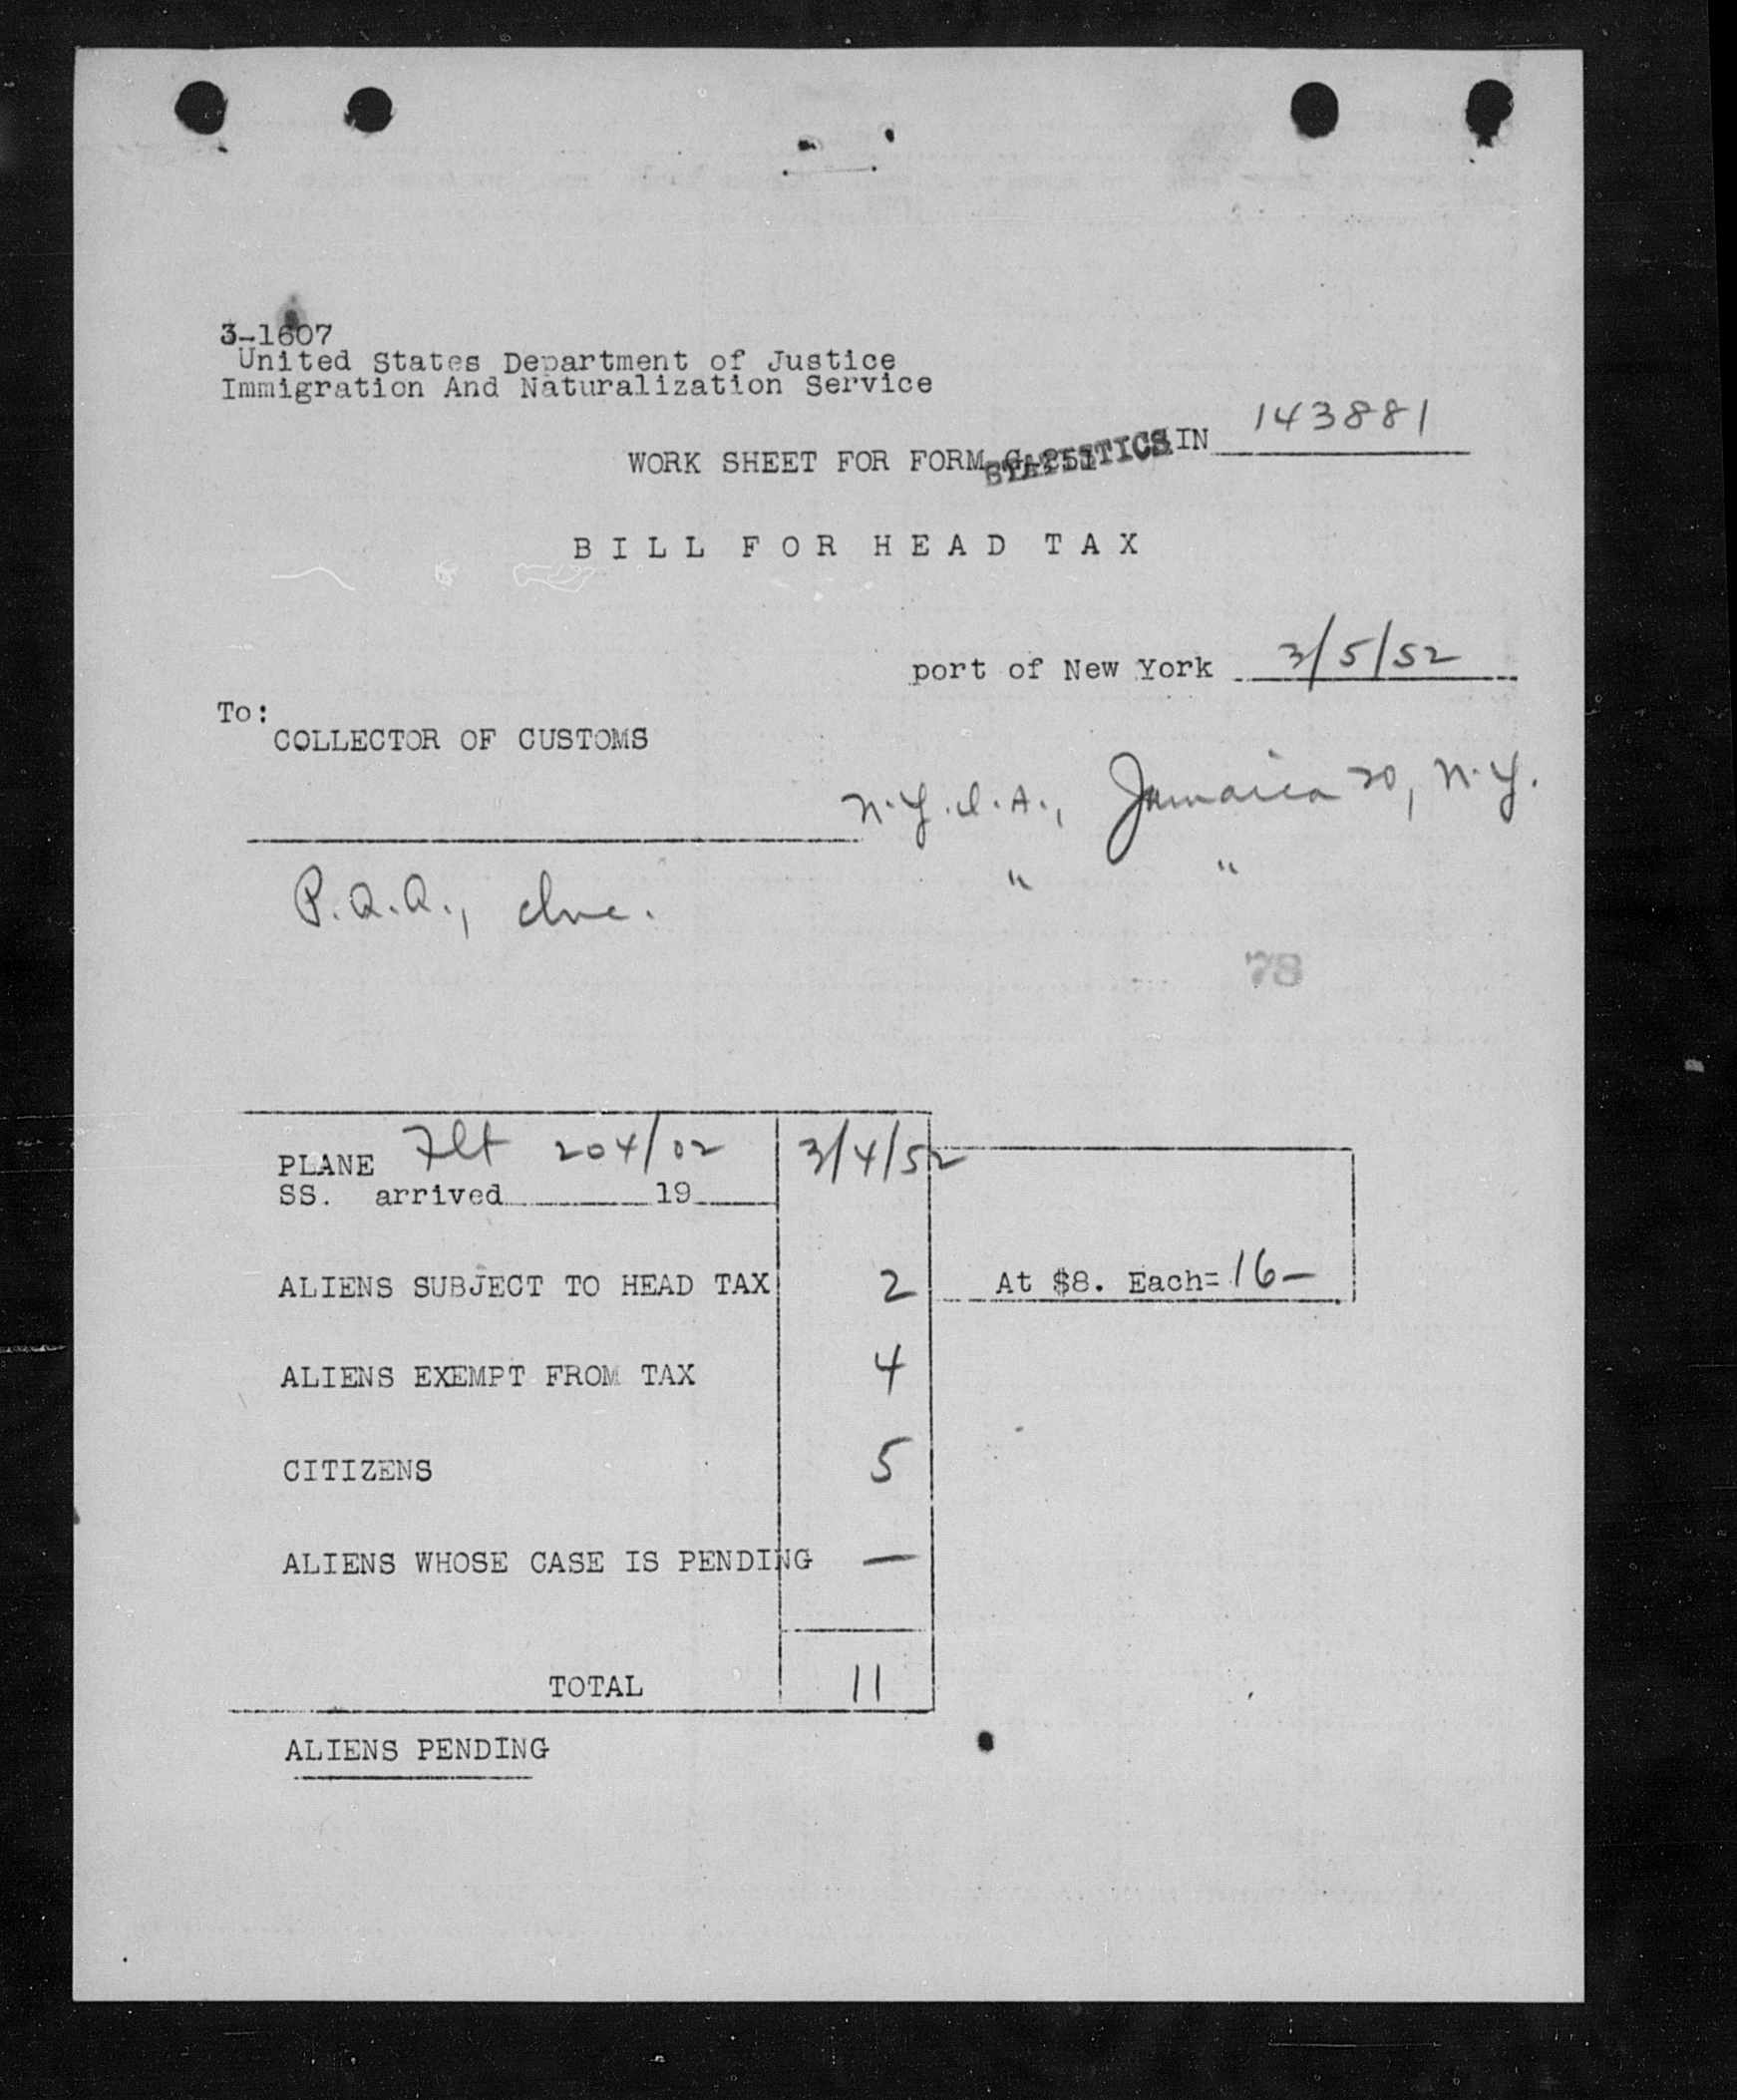 3-1607
United States Department of Justice
Immigration And Naturalization Service
143881
WORK SHEET FOR FORM STATISTICS IN
BILL FOR HEAD TAX
port of New York 3/5/52
To:
COLLECTOR OF CUSTOMS
N.Y.I.A., Jamaica 20, N.Y.
P.A.A., Inc. " "
78
PLANE Flt 204/02 3/4/52
SS. arrived 19
ALIENS SUBJECT TO HEAD TAX 2 At $8. Each= 16—
ALIENS EXEMPT FROM TAX 4
CITIZENS 5
ALIENS WHOSE CASE IS PENDING —
TOTAL 11
ALIENS PENDING